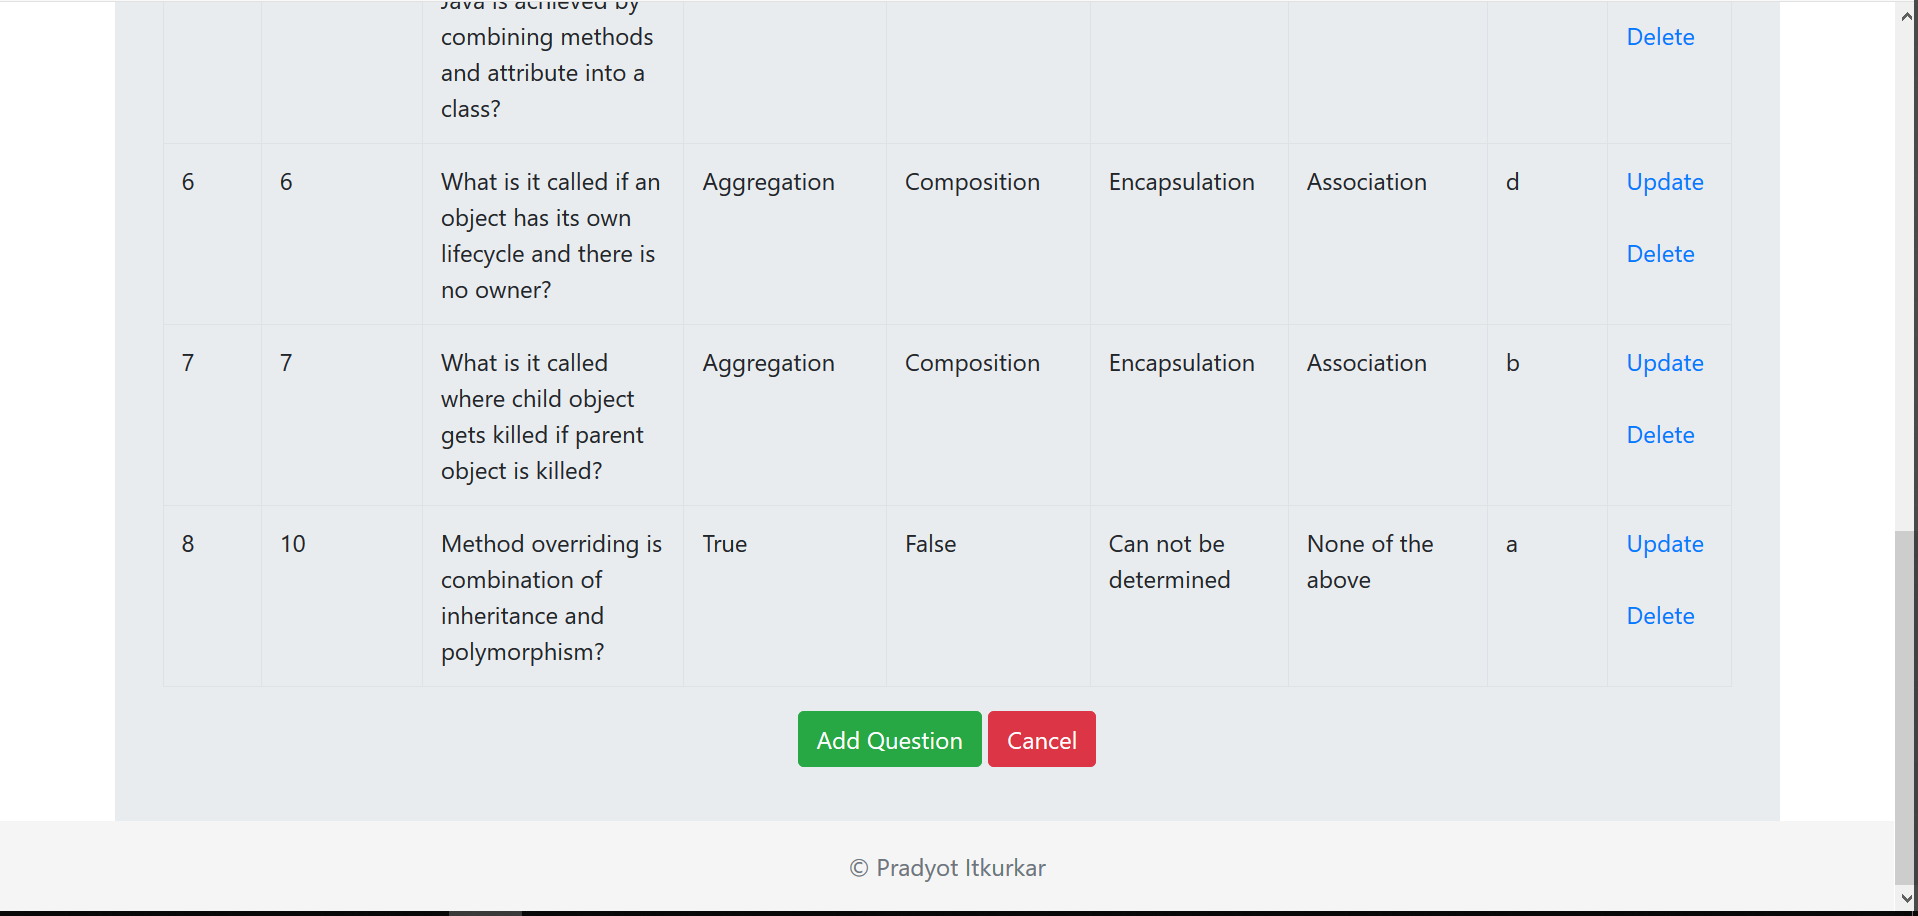 Java is achieved by
combining methods
and attribute into a
class?
Delete
6 6 What is it called if an
object has its own
lifecycle and there is
no owner?
Aggregation Composition Encapsulation Association d Update
Delete
7 7 What is it called
where child object
gets killed if parent
object is killed?
Aggregation Composition Encapsulation Association b Update
Delete
8 10 Method overriding is
combination of
inheritance and
polymorphism?
True False Can not be
determined
None of the
above
a Update
Delete
Add Question Cancel
© Pradyot Itkurkar